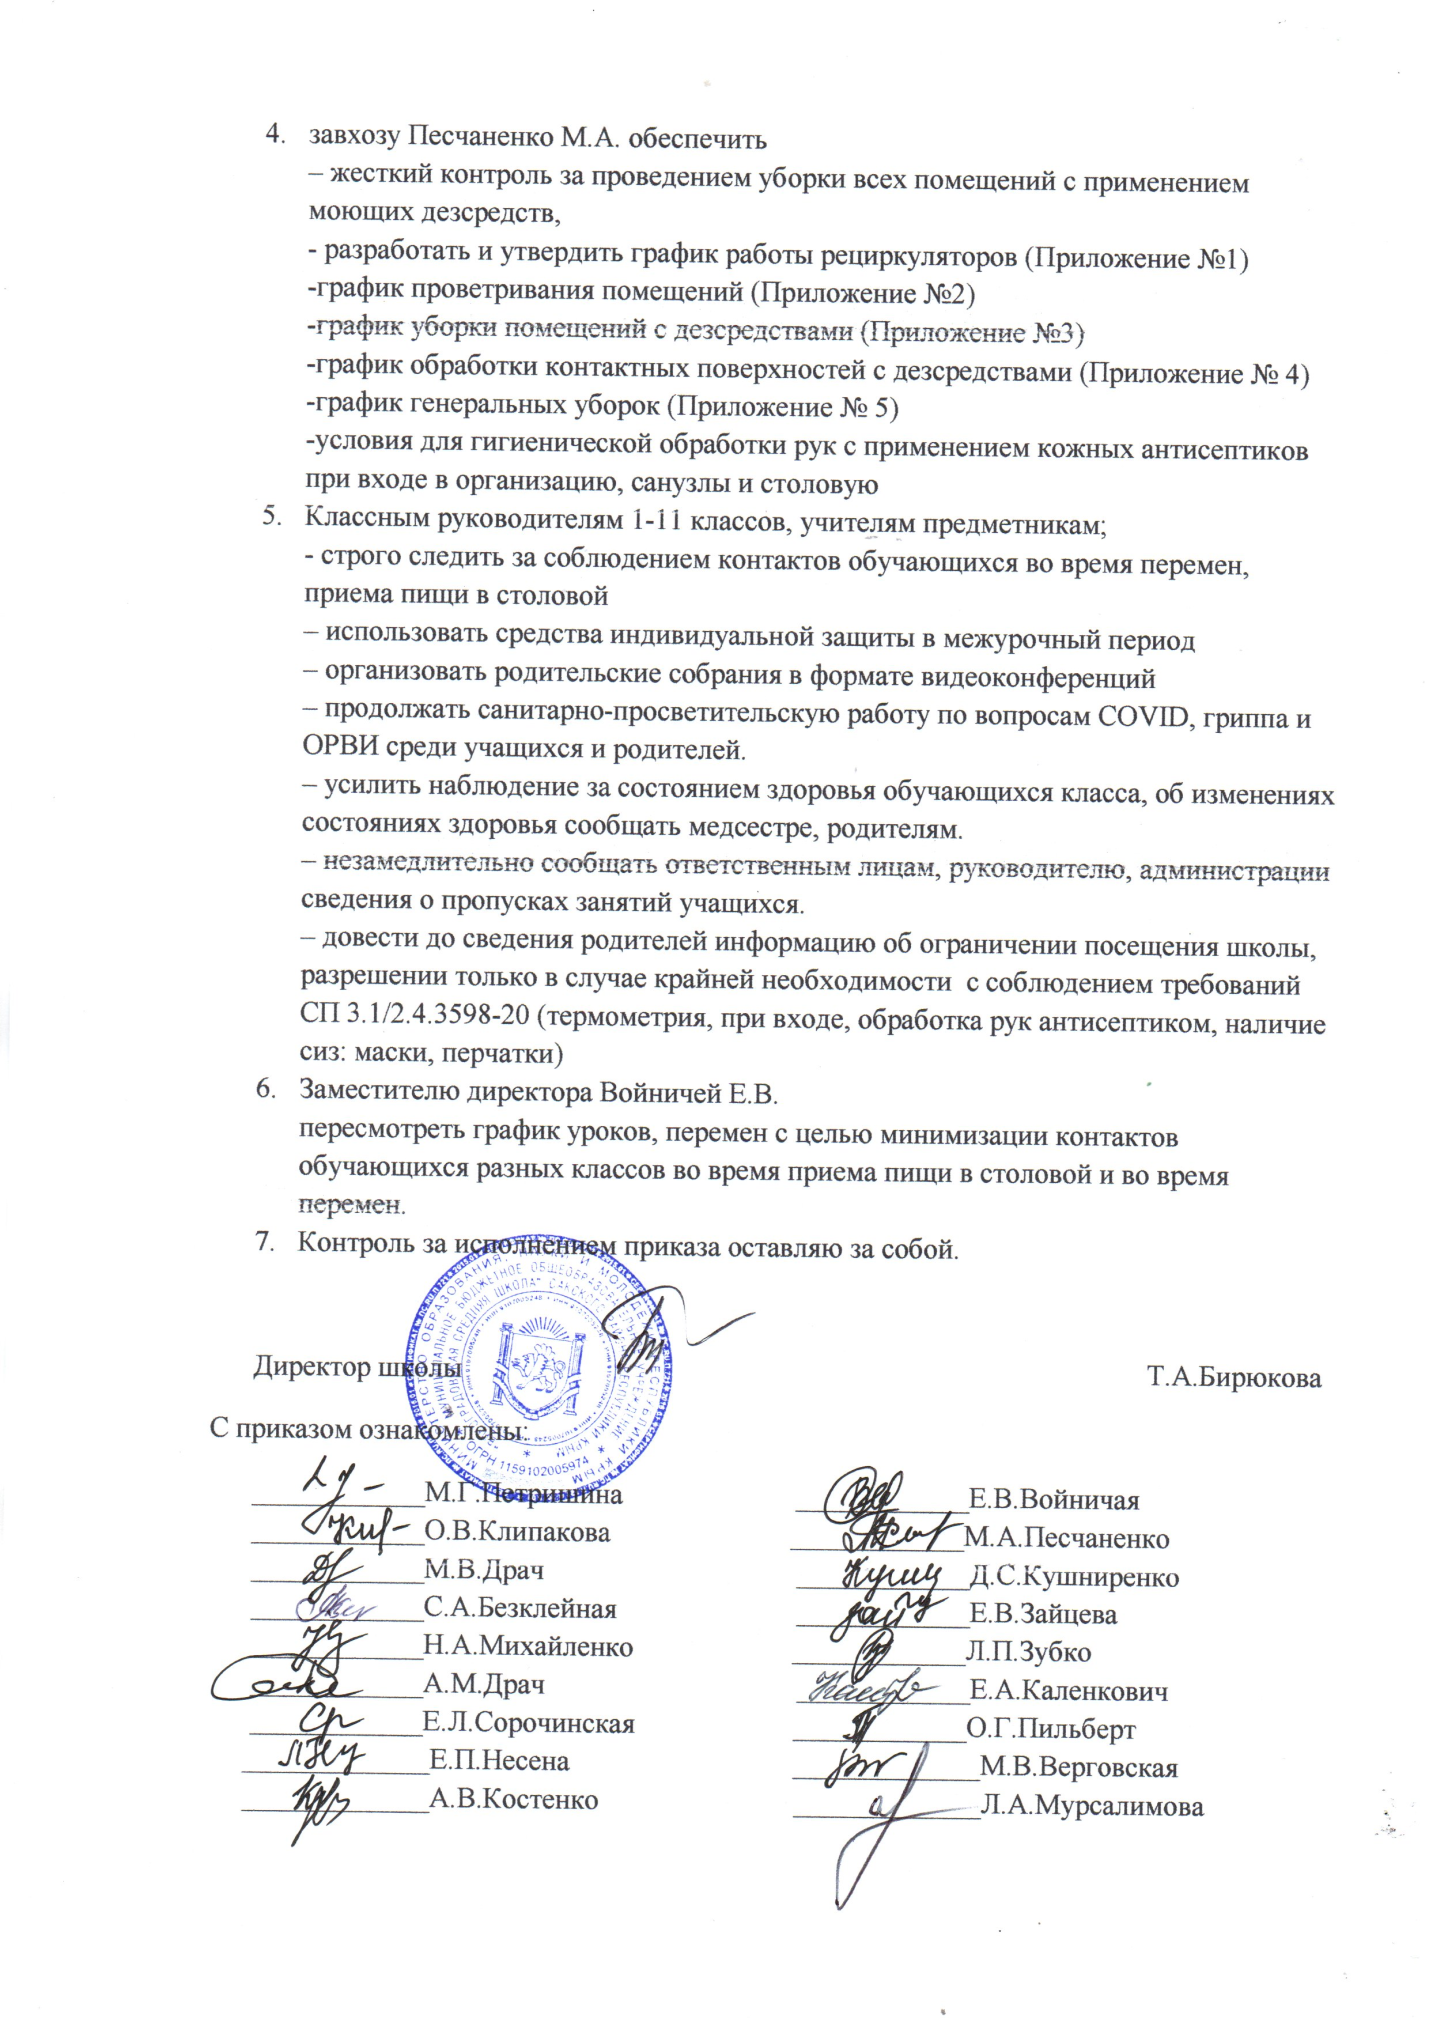 4. завхозу Песчаненко М.А. обеспечить
– жесткий контроль за проведением уборки всех помещений с применением
моющих дезсредств,
- разработать и утвердить график работы рециркуляторов (Приложение №1)
-график проветривания помещений (Приложение №2)
-график уборки помещений с дезсредствами (Приложение №3)
-график обработки контактных поверхностей с дезсредствами (Приложение № 4)
-график генеральных уборок (Приложение № 5)
-условия для гигиенической обработки рук с применением кожных антисептиков
при входе в организацию, санузлы и столовую
5. Классным руководителям 1-11 классов, учителям предметникам;
- строго следить за соблюдением контактов обучающихся во время перемен,
приема пищи в столовой
– использовать средства индивидуальной защиты в межурочный период
– организовать родительские собрания в формате видеоконференций
– продолжать санитарно-просветительскую работу по вопросам COVID, гриппа и
ОРВИ среди учащихся и родителей.
– усилить наблюдение за состоянием здоровья обучающихся класса, об изменениях
состояниях здоровья сообщать медсестре, родителям.
– незамедлительно сообщать ответственным лицам, руководителю, администрации
сведения о пропусках занятий учащихся.
– довести до сведения родителей информацию об ограничении посещения школы,
разрешении только в случае крайней необходимости с соблюдением требований
СП 3.1/2.4.3598-20 (термометрия, при входе, обработка рук антисептиком, наличие
сиз: маски, перчатки)
6. Заместителю директора Войничей Е.В.
пересмотреть график уроков, перемен с целью минимизации контактов
обучающихся разных классов во время приема пищи в столовой и во время
перемен.
7. Контроль за исполнением приказа оставляю за собой.
Директор школы Т.А.Бирюкова
ОГРН 1159102005974
С приказом ознакомлены:
М.Г.Петришина Е.В.Войничая
О.В.Клипакова М.А.Песчаненко
М.В.Драч Д.С.Кушниренко
С.А.Безклейная Е.В.Зайцева
Н.А.Михайленко Л.П.Зубко
А.М.Драч Е.А.Каленкович
Е.Л.Сорочинская О.Г.Пильберт
Е.П.Несена М.В.Верговская
А.В.Костенко Л.А.Мурсалимова